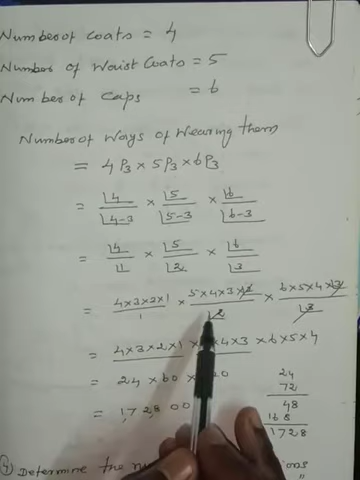 Number of coats = 4
Number of Waist Coats = 5
Number of caps = 6
Number of Ways of Wearing them
= 4P3 × 5P3 × 6P3
= ⌊4 / ⌊4-3 × ⌊5 / ⌊5-3 × ⌊6 / ⌊6-3
= ⌊4 / ⌊1 × ⌊5 / ⌊2 × ⌊6 / ⌊3
= 4×3×2×1 / 1 × 5×4×3×⌊2 / ⌊2 × 6×5×4×⌊3 / ⌊3
= 4×3×2×1 × 4×3 × 6×5×4
= 24 × 60 × 20
= 1,72,800
24
72
48
168
1728
4) Determine the